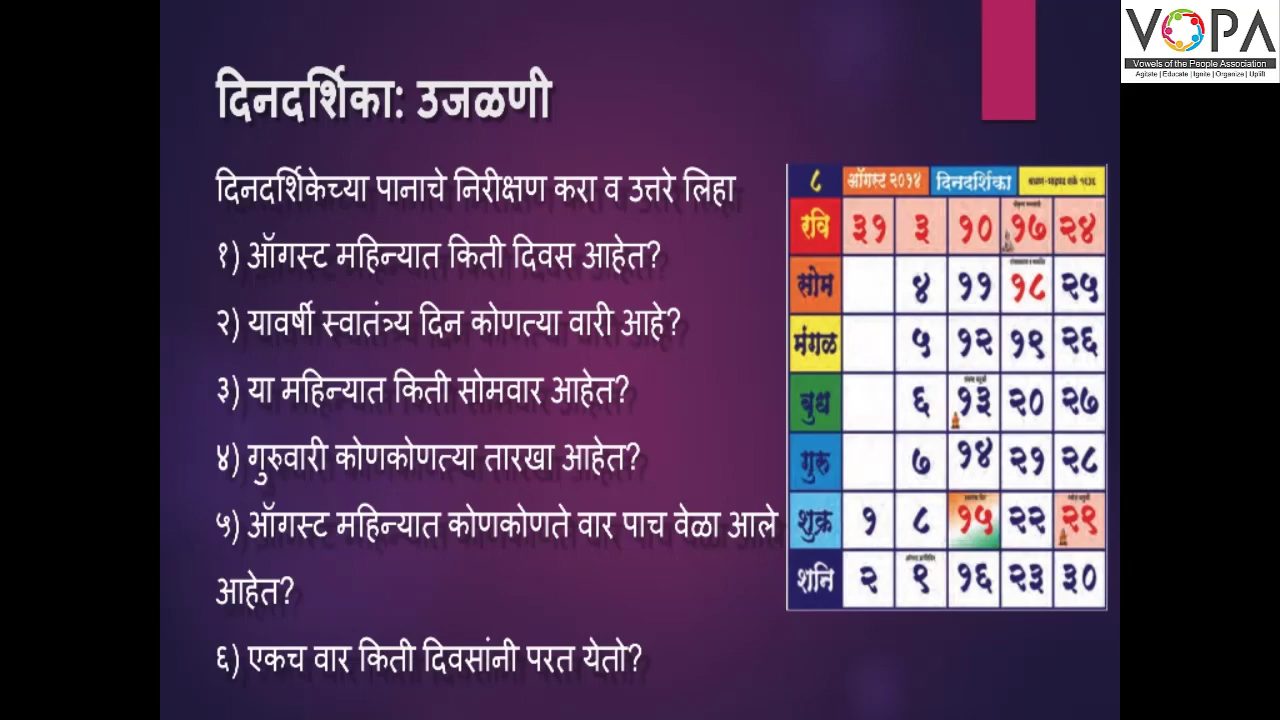 VOPA
Vowels of the People Association
Agitate | Educate | Ignite | Organize | Uplift
दिनदर्शिका: उजळणी
दिनदर्शिकेच्या पानाचे निरीक्षण करा व उत्तरे लिहा
१) ऑगस्ट महिन्यात किती दिवस आहेत?
२) यावर्षी स्वातंत्र्य दिन कोणत्या वारी आहे?
३) या महिन्यात किती सोमवार आहेत?
४) गुरुवारी कोणकोणत्या तारखा आहेत?
५) ऑगस्ट महिन्यात कोणकोणते वार पाच वेळा आले
आहेत?
६) एकच वार किती दिवसांनी परत येतो?
८ ऑगस्ट २०१४ दिनदर्शिका
रवि ३१ ३ १० १७ २४
सोम ४ ११ १८ २५
मंगळ ५ १२ १९ २६
बुध ६ १३ २० २७
गुरु ७ १४ २१ २८
शुक्र १ ८ १५ २२ २९
शनि २ ९ १६ २३ ३०